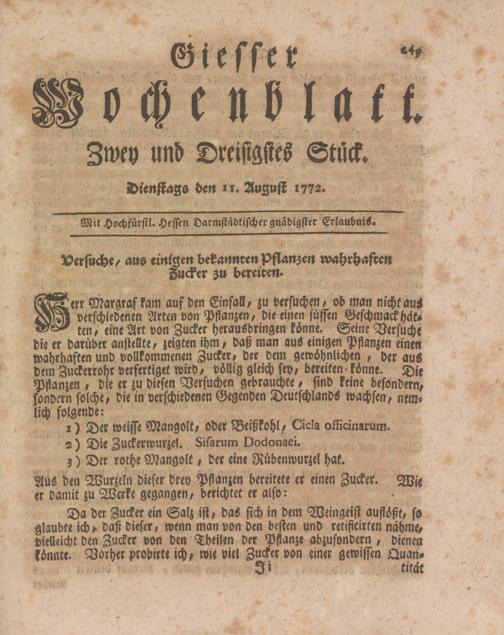 249
Giesser
Wochenblatt.
Zwey und Dreisigstes Stück.
Dienstags den 11. August 1772.
Mit Hochfürstl. Hessen Darmstädtischer gnädigster Erlaubnis.
Versuche, aus einigen bekannten Pflanzen wahrhaften
Zucker zu bereiten.
Herr Margraf kam auf den Einfall, zu versuchen, ob man nicht aus
verschiedenen Arten von Pflanzen, die einen süssen Geschmack hät-
ten, eine Art von Zucker herausbringen könne. Seine Versuche
die er darüber anstellte, zeigten ihm, daß man aus einigen Pflanzen einen
wahrhaften und vollkommenen Zucker, der dem gewöhnlichen, der aus
dem Zuckerrohr verfertiget wird, völlig gleich sey, bereiten könne. Die
Pflanzen, die er zu diesen Versuchen gebrauchte, sind keine besondern,
sondern solche, die in verschiedenen Gegenden Deutschlands wachsen, nem-
lich folgende:
1) Der weisse Mangolt, oder Beißkohl, Cicla officinarum.
2) Die Zuckerwurzel. Sisarum Dodonaei.
3) Der rothe Mangolt, der eine Rübenwurzel hat.
Aus den Wurzeln dieser drey Pflanzen bereitete er einen Zucker. Wie
er damit zu Werke gegangen, berichtet er also:
Da der Zucker ein Salz ist, das sich in dem Weingeist auflößt, so
glaubte ich, daß dieser, wenn man von den besten und retificirten nähme,
vielleicht den Zucker von den Theilen der Pflanze abzusondern, dienen
könnte. Vorher probirte ich, wie viel Zucker von einer gewissen Quan-
Ji tität